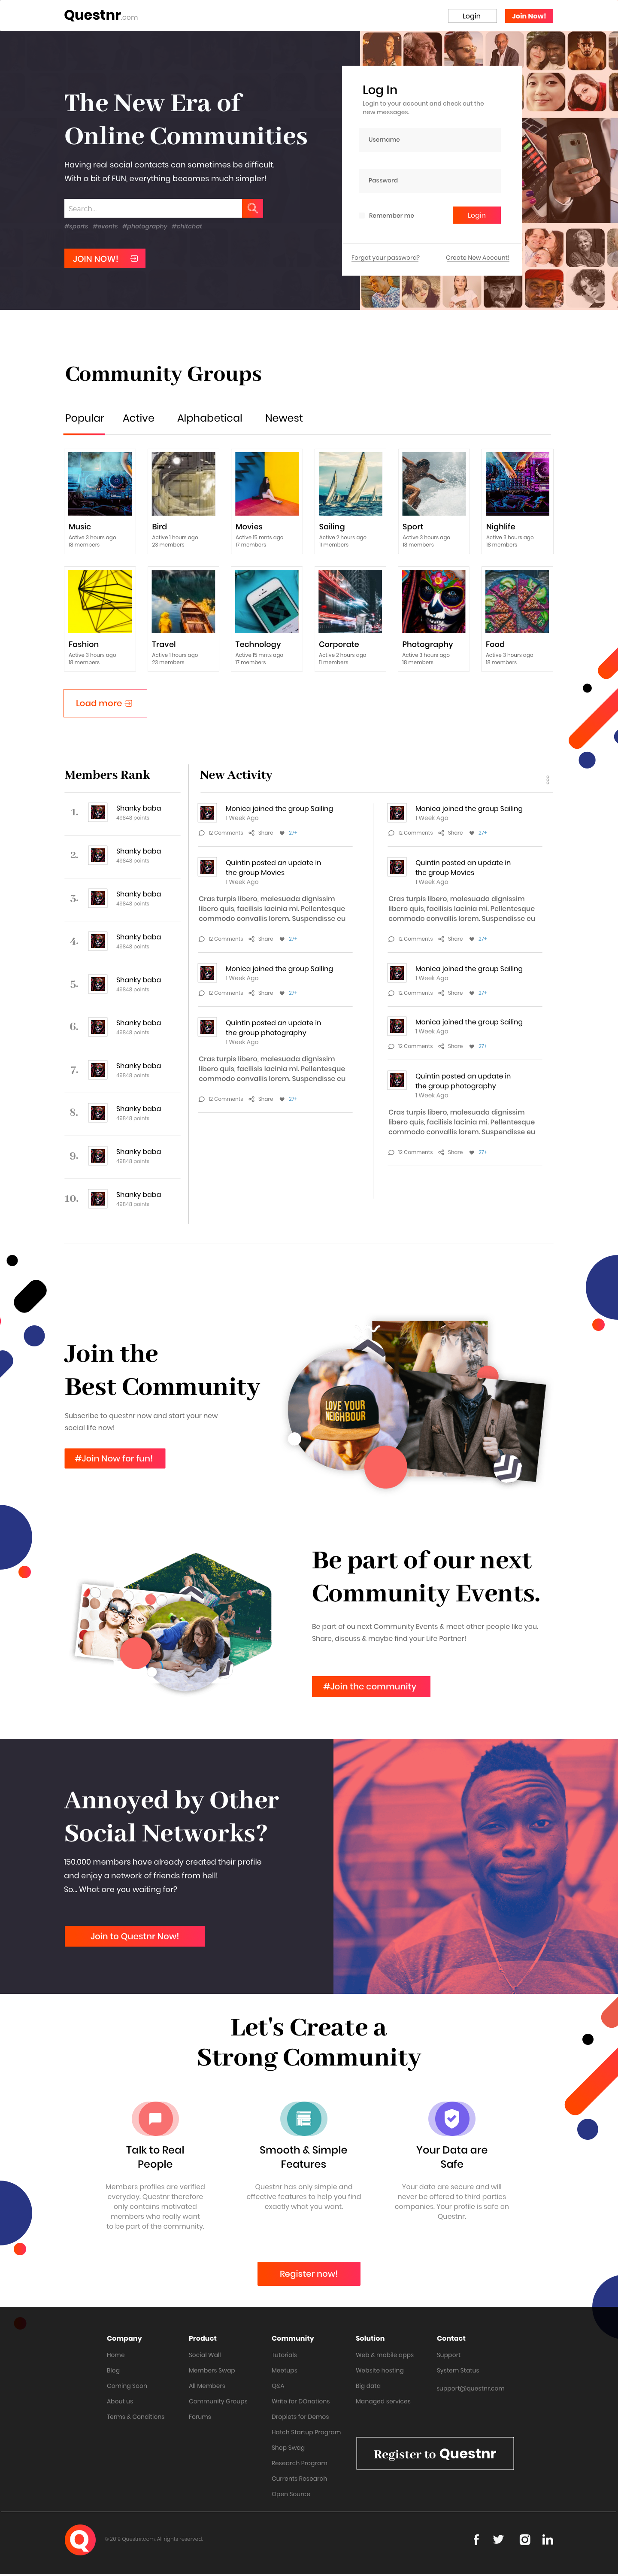 Questnr.com
Login
Join Now!
The New Era of
Online Communities
Having real social contacts can sometimes be difficult.
With a bit of FUN, everything becomes much simpler!
Search...
#sports #events #photography #chitchat
JOIN NOW!
Log In
Login to your account and check out the
new messages.
Username
Password
Remember me
Login
Forgot your password?
Create New Account!
Community Groups
Popular
Active
Alphabetical
Newest
Music
Active 3 hours ago
18 members
Bird
Active 1 hours ago
23 members
Movies
Active 15 mnts ago
17 members
Sailing
Active 2 hours ago
11 members
Sport
Active 3 hours ago
18 members
Nighlife
Active 3 hours ago
18 members
Fashion
Active 3 hours ago
18 members
Travel
Active 1 hours ago
23 members
Technology
Active 15 mnts ago
17 members
Corporate
Active 2 hours ago
11 members
Photography
Active 3 hours ago
18 members
Food
Active 3 hours ago
18 members
Load more
Members Rank
1.
Shanky baba
49848 points
2.
Shanky baba
49848 points
3.
Shanky baba
49848 points
4.
Shanky baba
49848 points
5.
Shanky baba
49848 points
6.
Shanky baba
49848 points
7.
Shanky baba
49848 points
8.
Shanky baba
49848 points
9.
Shanky baba
49848 points
10.
Shanky baba
49848 points
New Activity
Monica joined the group Sailing
1 Week Ago
12 Comments Share 27+
Quintin posted an update in
the group Movies
1 Week Ago
Cras turpis libero, malesuada dignissim
libero quis, facilisis lacinia mi. Pellentesque
commodo convallis lorem. Suspendisse eu
12 Comments Share 27+
Monica joined the group Sailing
1 Week Ago
12 Comments Share 27+
Quintin posted an update in
the group photography
1 Week Ago
Cras turpis libero, malesuada dignissim
libero quis, facilisis lacinia mi. Pellentesque
commodo convallis lorem. Suspendisse eu
12 Comments Share 27+
Monica joined the group Sailing
1 Week Ago
12 Comments Share 27+
Quintin posted an update in
the group Movies
1 Week Ago
Cras turpis libero, malesuada dignissim
libero quis, facilisis lacinia mi. Pellentesque
commodo convallis lorem. Suspendisse eu
12 Comments Share 27+
Monica joined the group Sailing
1 Week Ago
12 Comments Share 27+
Monica joined the group Sailing
1 Week Ago
12 Comments Share 27+
Quintin posted an update in
the group photography
1 Week Ago
Cras turpis libero, malesuada dignissim
libero quis, facilisis lacinia mi. Pellentesque
commodo convallis lorem. Suspendisse eu
12 Comments Share 27+
Join the
Best Community
Subscribe to questnr now and start your new
social life now!
#Join Now for fun!
LOVE YOUR
NEIGHBOUR
Be part of our next
Community Events.
Be part of ou next Community Events & meet other people like you.
Share, discuss & maybe find your Life Partner!
#Join the community
Annoyed by Other
Social Networks?
150.000 members have already created their profile
and enjoy a network of friends from hell!
So... What are you waiting for?
Join to Questnr Now!
Let's Create a
Strong Community
Talk to Real
People
Members profiles are verified
everyday. Questnr therefore
only contains motivated
members who really want
to be part of the community.
Smooth & Simple
Features
Questnr has only simple and
effective features to help you find
exactly what you want.
Your Data are
Safe
Your data are secure and will
never be offered to third parties
companies. Your profile is safe on
Questnr.
Register now!
Company
Home
Blog
Coming Soon
About us
Terms & Conditions
Product
Social Wall
Members Swap
All Members
Community Groups
Forums
Community
Tutorials
Meetups
Q&A
Write for DOnations
Droplets for Demos
Hatch Startup Program
Shop Swag
Research Program
Currents Research
Open Source
Solution
Web & mobile apps
Website hosting
Big data
Managed services
Contact
Support
System Status
support@questnr.com
Register to Questnr
Q
© 2019 Questnr.com, All rights reserved.